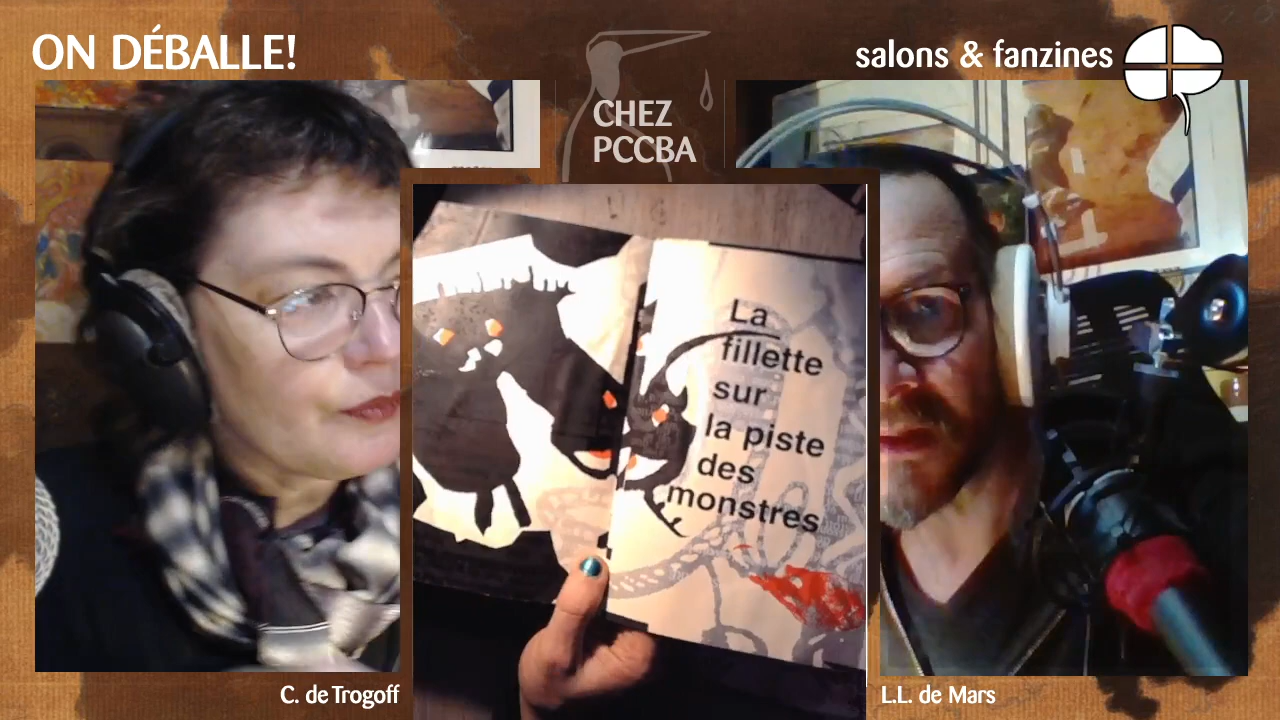 ON DÉBALLE!
salons & fanzines
CHEZ
PCCBA
La
fillette
sur
la piste
des
monstres
C. de Trogoff
L.L. de Mars